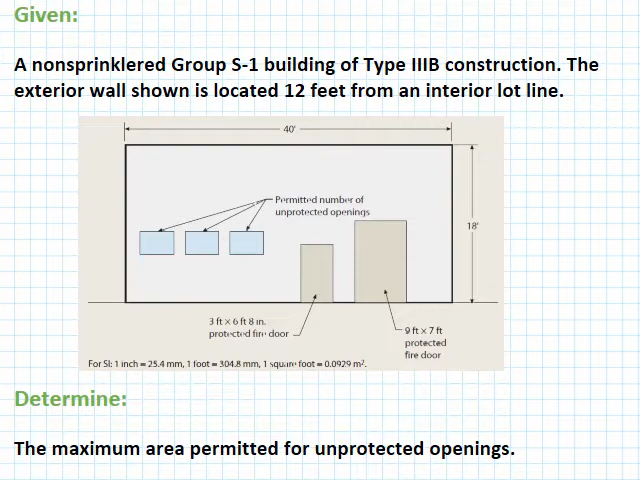 Given:
A nonsprinklered Group S-1 building of Type IIIB construction. The
exterior wall shown is located 12 feet from an interior lot line.
40'
Permitted number of
unprotected openings
18'
3 ft × 6 ft 8 in.
protected fire door
9 ft × 7 ft
protected
fire door
For SI: 1 inch = 25.4 mm, 1 foot = 304.8 mm, 1 square foot = 0.0929 m².
Determine:
The maximum area permitted for unprotected openings.